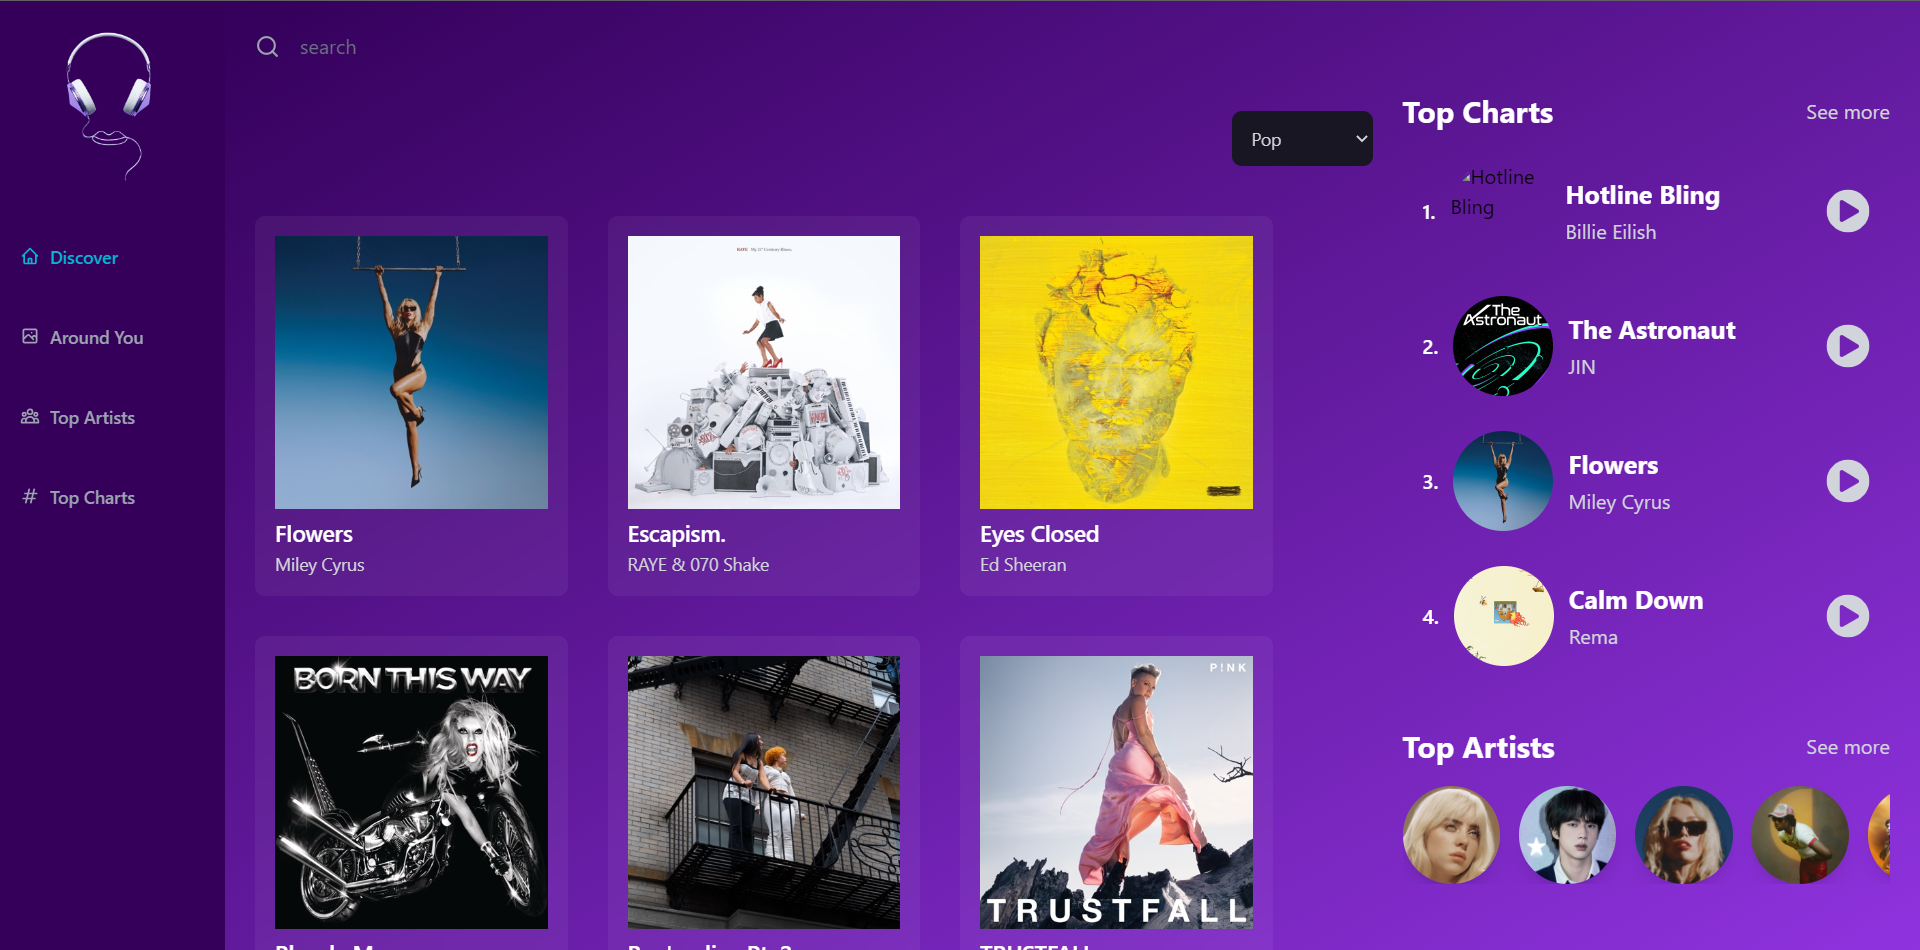 search
Discover
Around You
Top Artists
Top Charts
Pop
RAYE My 21st Century Blues.
Flowers
Miley Cyrus
Escapism.
RAYE & 070 Shake
Eyes Closed
Ed Sheeran
BORN THIS WAY
P!NK
TRUSTFALL
TRUSTFALL
Top Charts
See more
1.
Hotline
Bling
Hotline Bling
Billie Eilish
2.
The
Astronaut
The Astronaut
JIN
3.
Flowers
Miley Cyrus
4.
Calm Down
Rema
Top Artists
See more